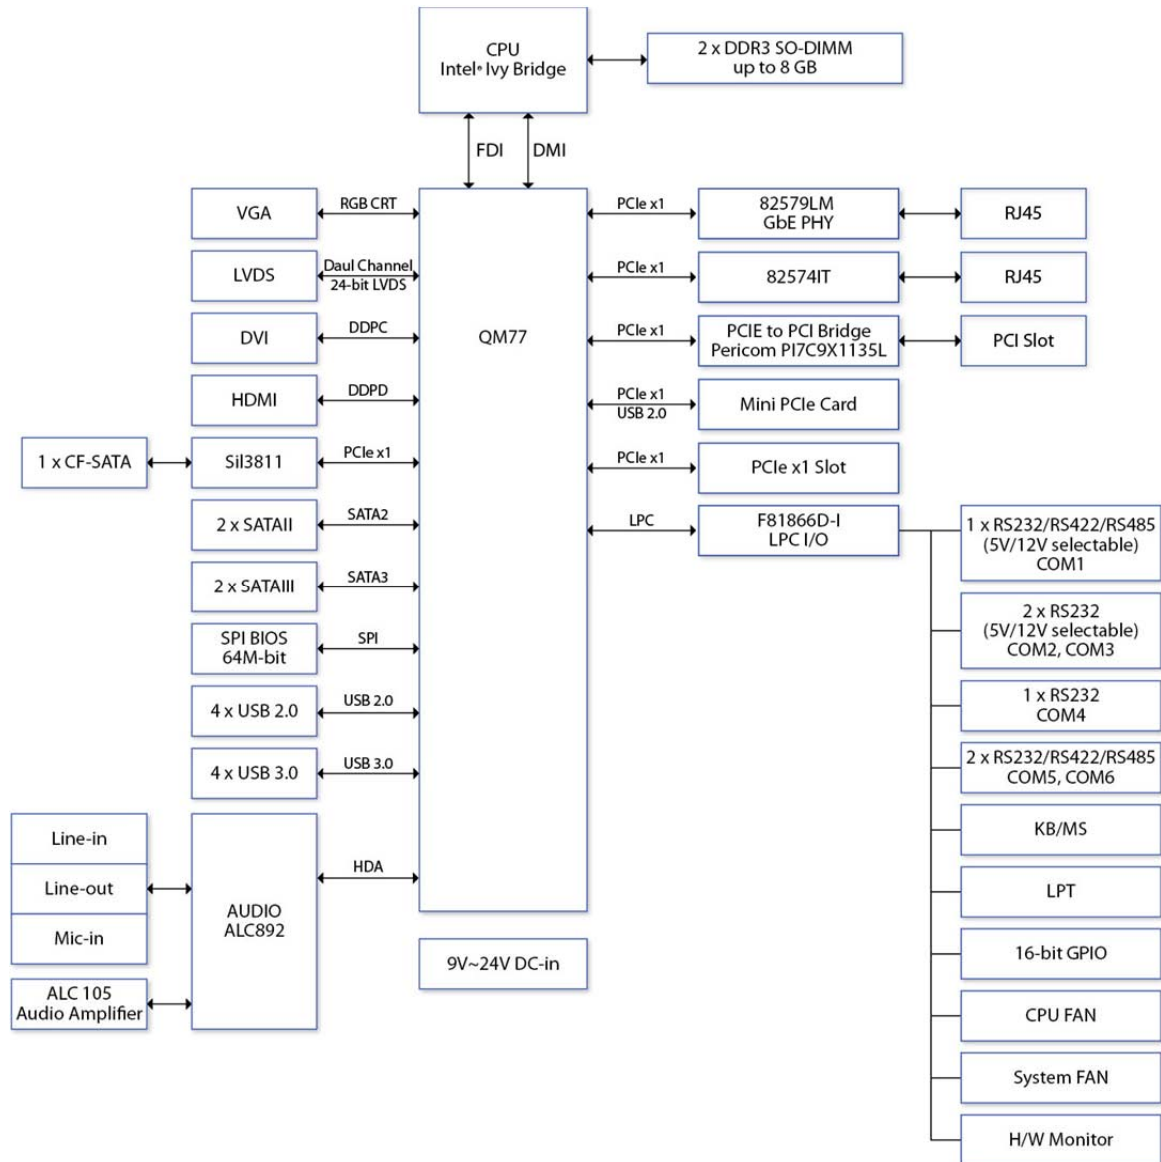 CPU
Intel® Ivy Bridge
2 x DDR3 SO-DIMM
up to 8 GB
FDI
DMI
VGA
RGB CRT
LVDS
Daul Channel
24-bit LVDS
DVI
DDPC
HDMI
DDPD
1 x CF-SATA
Sil3811
PCIe x1
2 x SATAII
SATA2
2 x SATAIII
SATA3
SPI BIOS
64M-bit
SPI
4 x USB 2.0
USB 2.0
4 x USB 3.0
USB 3.0
Line-in
Line-out
Mic-in
ALC 105
Audio Amplifier
AUDIO
ALC892
HDA
QM77
9V~24V DC-in
PCIe x1
82579LM
GbE PHY
RJ45
PCIe x1
82574IT
RJ45
PCIe x1
PCIE to PCI Bridge
Pericom PI7C9X1135L
PCI Slot
PCIe x1
USB 2.0
Mini PCIe Card
PCIe x1
PCIe x1 Slot
LPC
F81866D-I
LPC I/O
1 x RS232/RS422/RS485
(5V/12V selectable)
COM1
2 x RS232
(5V/12V selectable)
COM2, COM3
1 x RS232
COM4
2 x RS232/RS422/RS485
COM5, COM6
KB/MS
LPT
16-bit GPIO
CPU FAN
System FAN
H/W Monitor